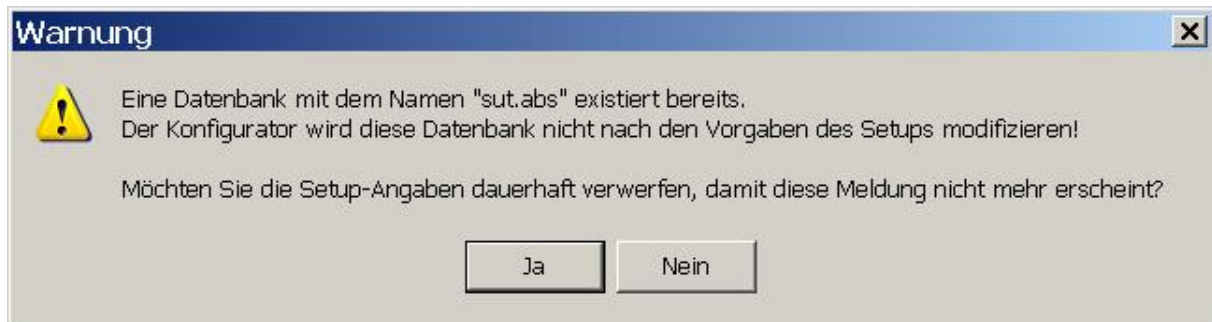 Warnung
Eine Datenbank mit dem Namen "sut.abs" existiert bereits.
Der Konfigurator wird diese Datenbank nicht nach den Vorgaben des Setups modifizieren!
Möchten Sie die Setup-Angaben dauerhaft verwerfen, damit diese Meldung nicht mehr erscheint?
Ja
Nein